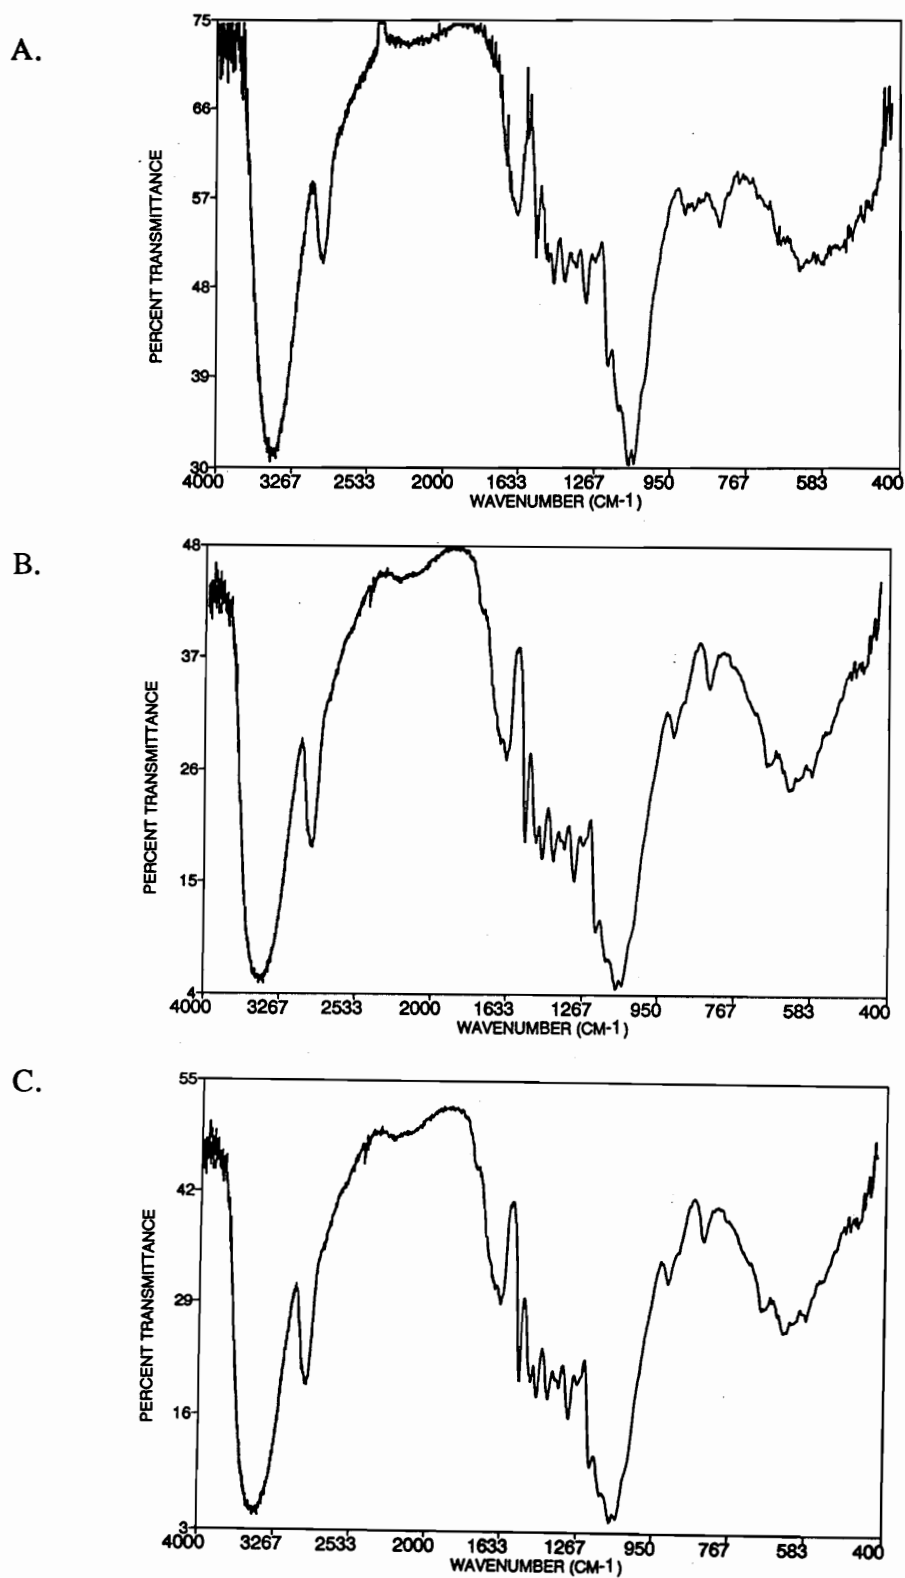 A.
75
66
57
48
39
30
PERCENT TRANSMITTANCE
4000 3267 2533 2000 1633 1267 950 767 583 400
WAVENUMBER (CM-1)
B.
48
37
26
15
4
PERCENT TRANSMITTANCE
4000 3267 2533 2000 1633 1267 950 767 583 400
WAVENUMBER (CM-1)
C.
55
42
29
16
3
PERCENT TRANSMITTANCE
4000 3267 2533 2000 1633 1267 950 767 583 400
WAVENUMBER (CM-1)